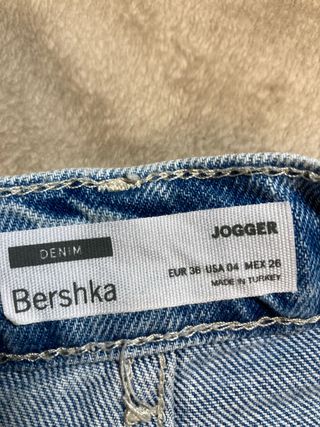 JOGGER
DENIM
EUR 36 USA 04 MEX 26
MADE IN TURKEY
Bershka